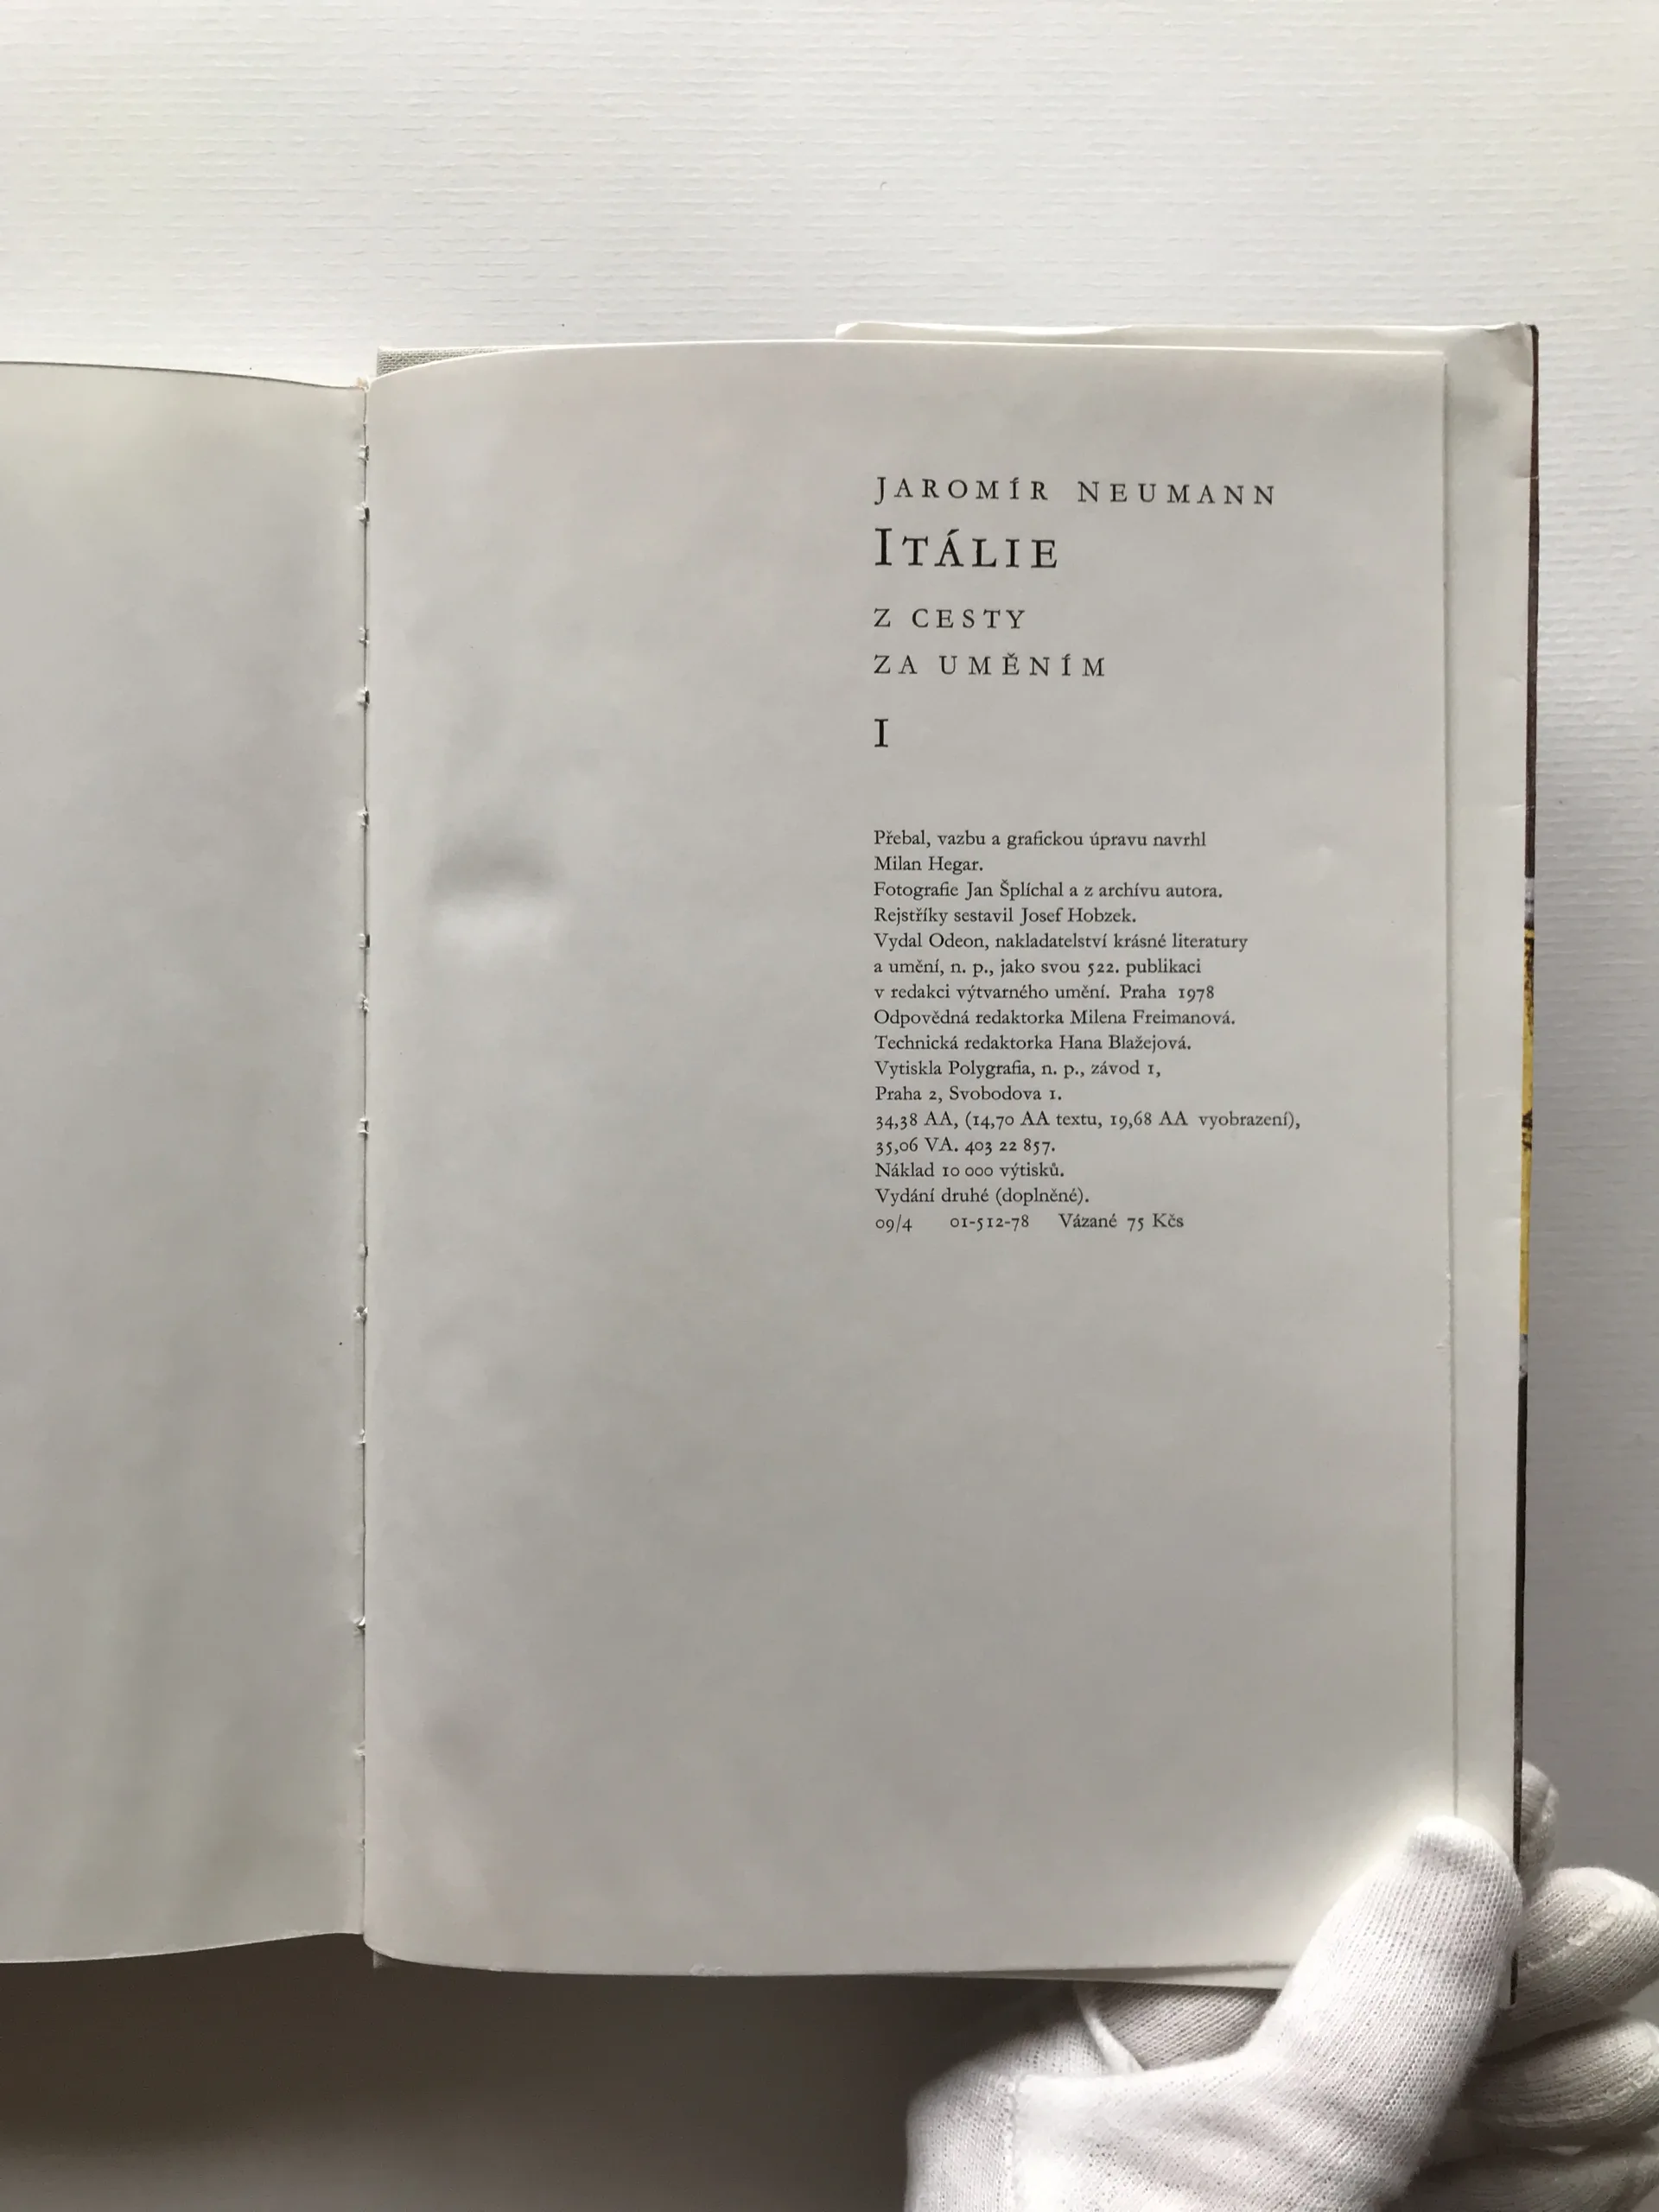 JAROMÍR NEUMANN
ITÁLIE
Z CESTY
ZA UMĚNÍM
I
Přebal, vazbu a grafickou úpravu navrhl
Milan Hegar.
Fotografie Jan Šplíchal a z archívu autora.
Rejstříky sestavil Josef Hobzek.
Vydal Odeon, nakladatelství krásné literatury
a umění, n. p., jako svou 522. publikaci
v redakci výtvarného umění. Praha 1978
Odpovědná redaktorka Milena Freimanová.
Technická redaktorka Hana Blažejová.
Vytiskla Polygrafia, n. p., závod 1,
Praha 2, Svobodova 1.
34,38 AA, (14,70 AA textu, 19,68 AA vyobrazení),
35,06 VA. 403 22 857.
Náklad 10 000 výtisků.
Vydání druhé (doplněné).
09/4 01-512-78 Vázané 75 Kčs